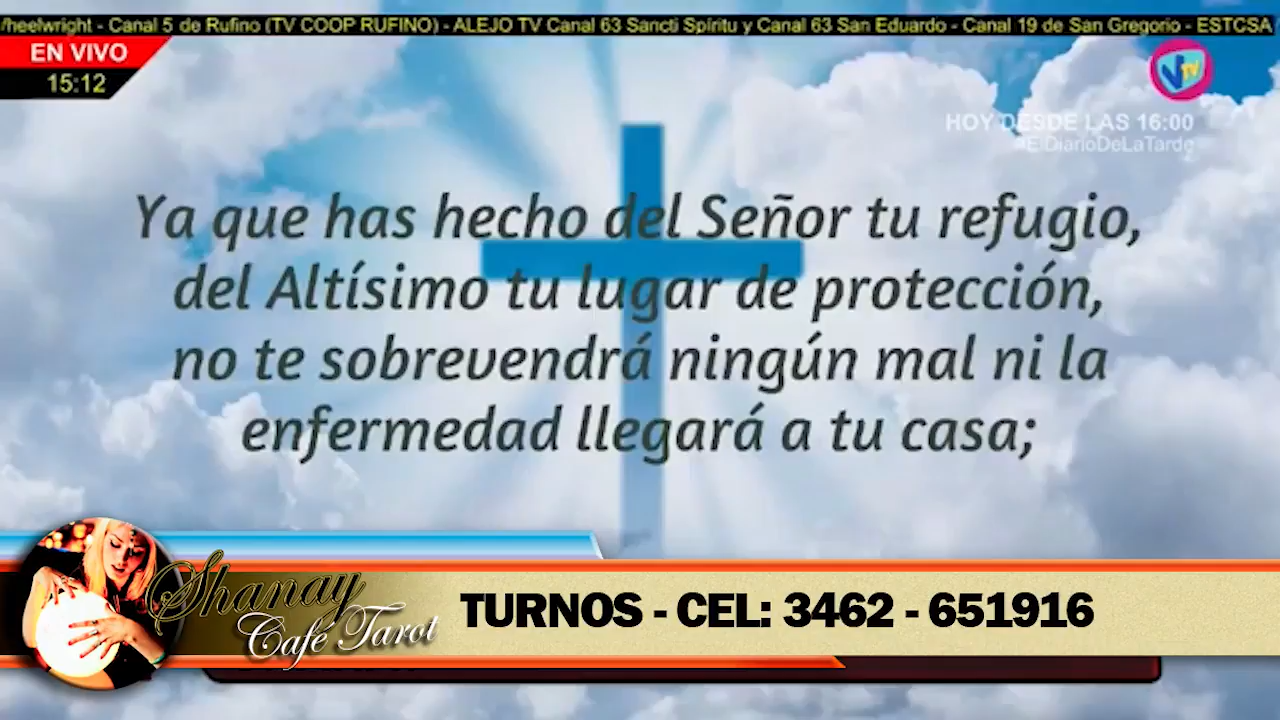 heelwright - Canal 5 de Rufino (TV COOP RUFINO) - ALEJO TV Canal 63 Sancti Spíritu y Canal 63 San Eduardo - Canal 19 de San Gregorio - ESTCSA
EN VIVO
15:12
VTV
HOY DESDE LAS 16:00
#ElDiarioDeLaTarde
Ya que has hecho del Señor tu refugio,
del Altísimo tu lugar de protección,
no te sobrevendrá ningún mal ni la
enfermedad llegará a tu casa;
Shanay
Café Tarot
TURNOS - CEL: 3462 - 651916